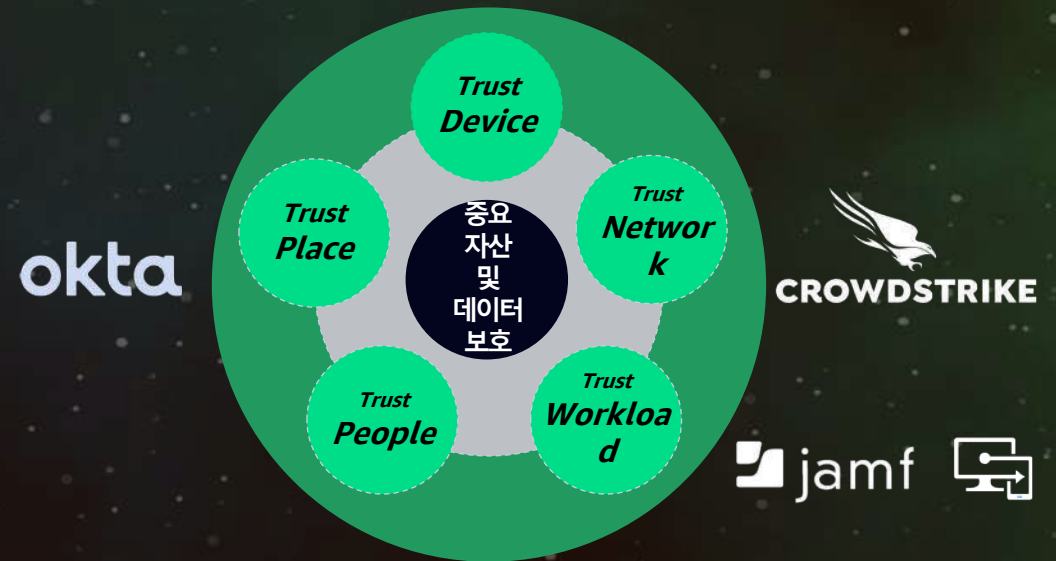 Trust
Device
Trust
Place
Trust
Networ
k
중요
자산
및
데이터
보호
okta
CROWDSTRIKE
Trust
People
Trust
Workloa
d
jamf